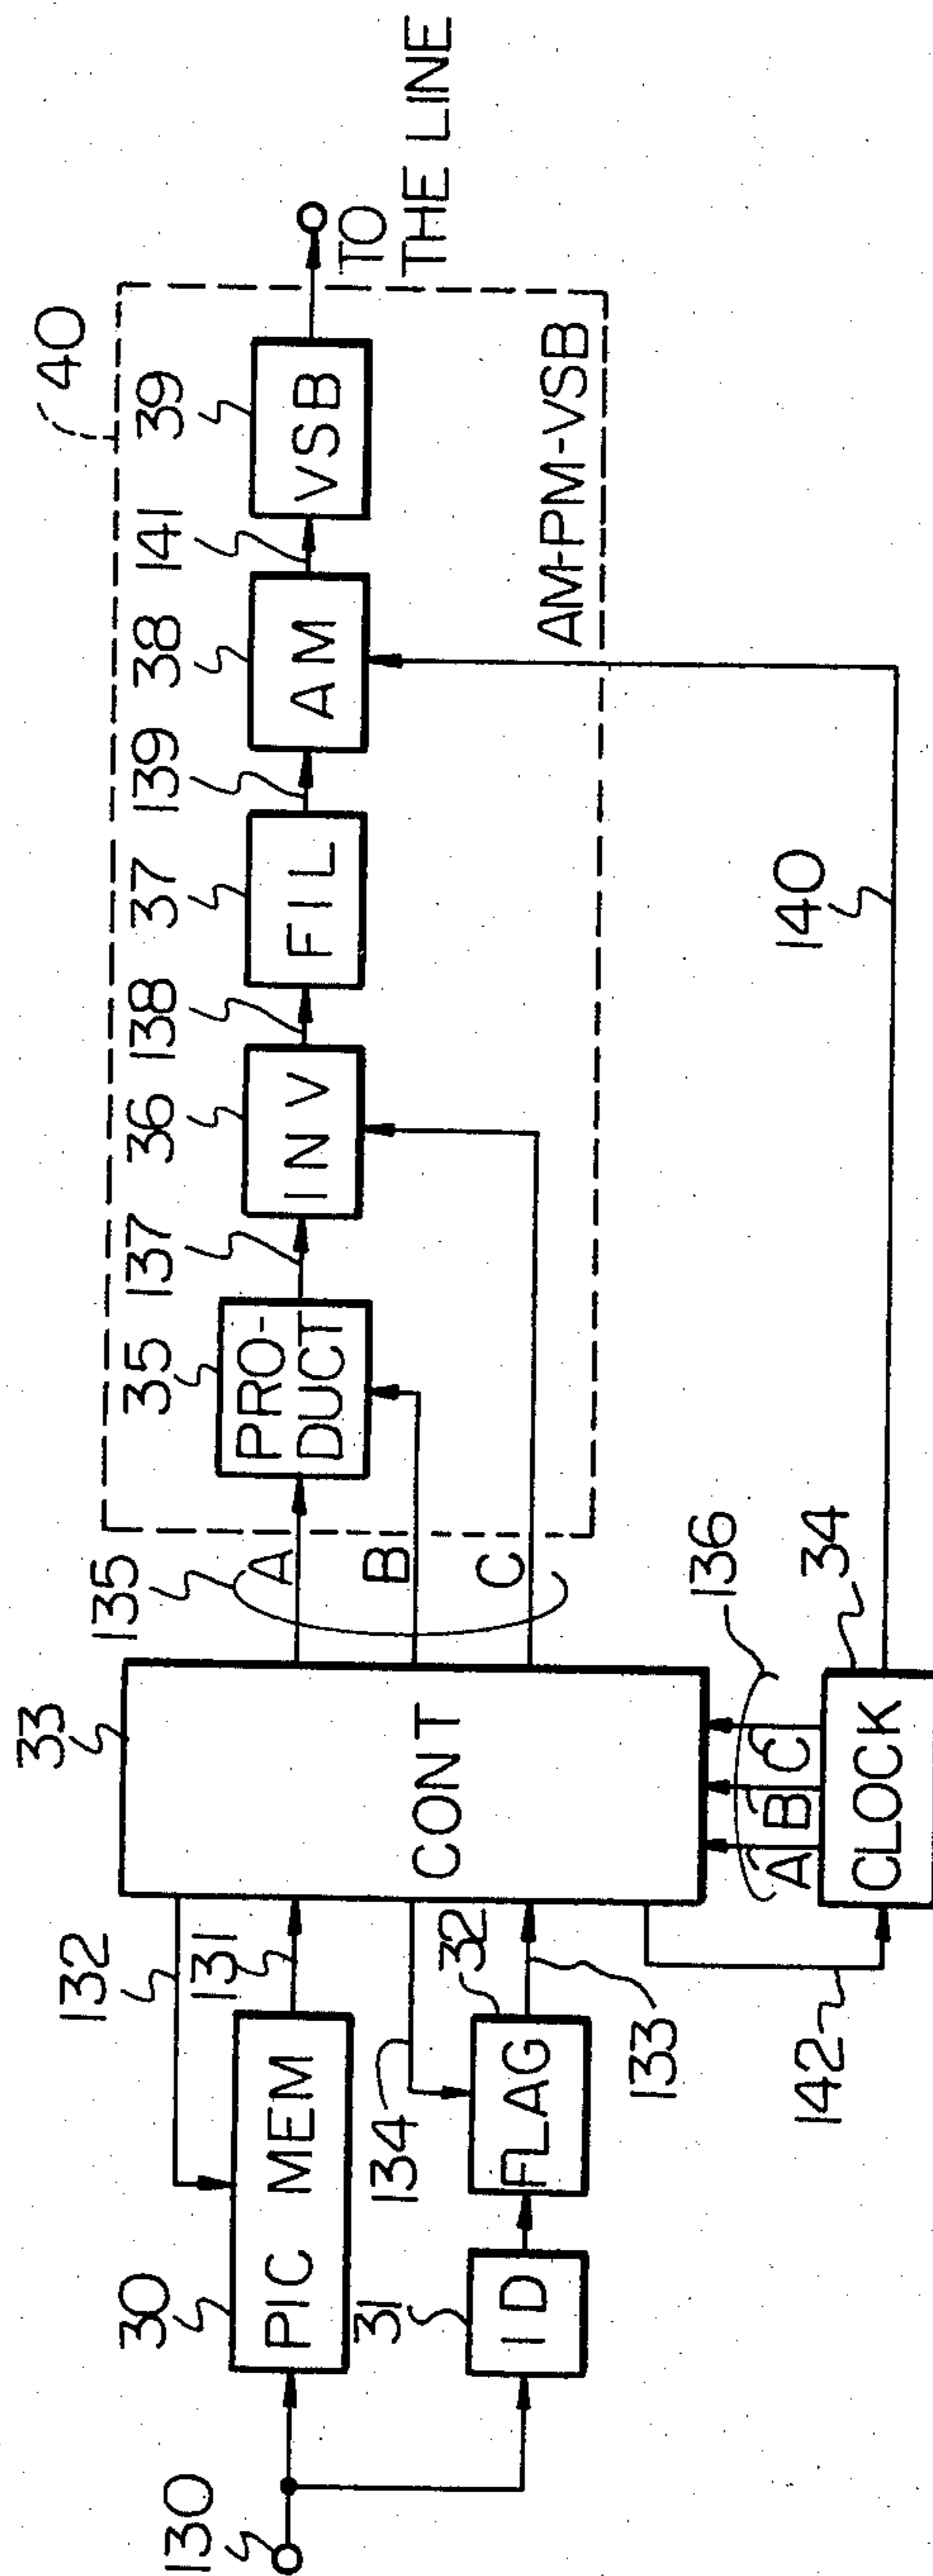 40
35 137 36 138 37 139 38 141 39
PRO-
DUCT
INV
FIL
AM
VSB
TO
THE LINE
AM-PM-VSB
135
A
B
C
33
CONT
132
131
30
PIC MEM
130
134
32
31
ID
FLAG
133
136
A B C
34
CLOCK
142
140